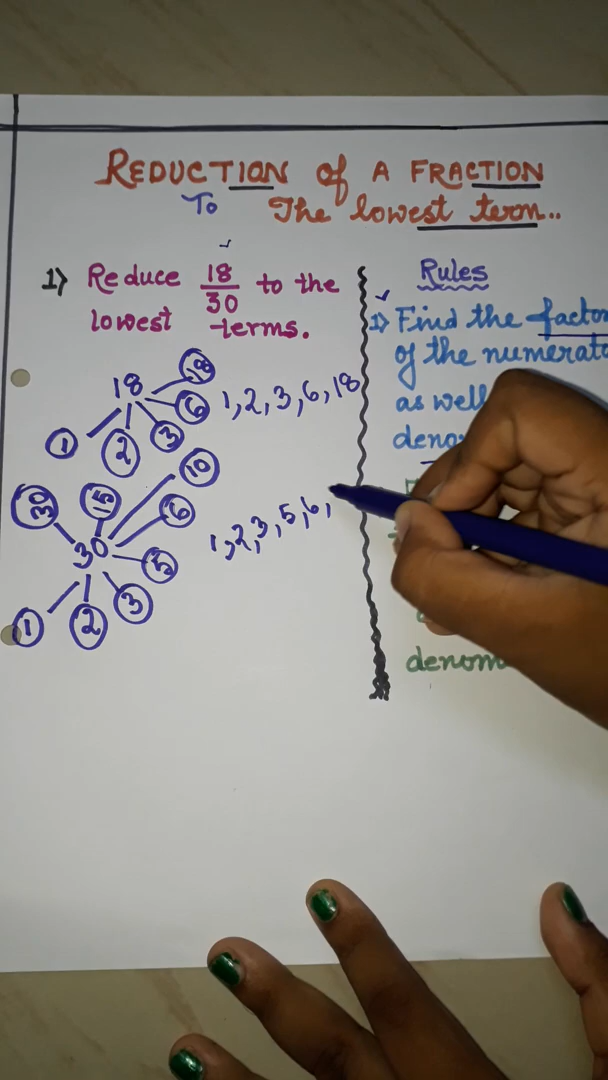 REDUCTION of A FRACTION
To The lowest term..
1) Reduce 18/30 to the
lowest terms.
18
18
6
3
2
1
1, 2, 3, 6, 18
30
30
15
10
6
5
3
2
1
1, 2, 3, 5, 6,
Rules
1) Find the
of the
as well
denom